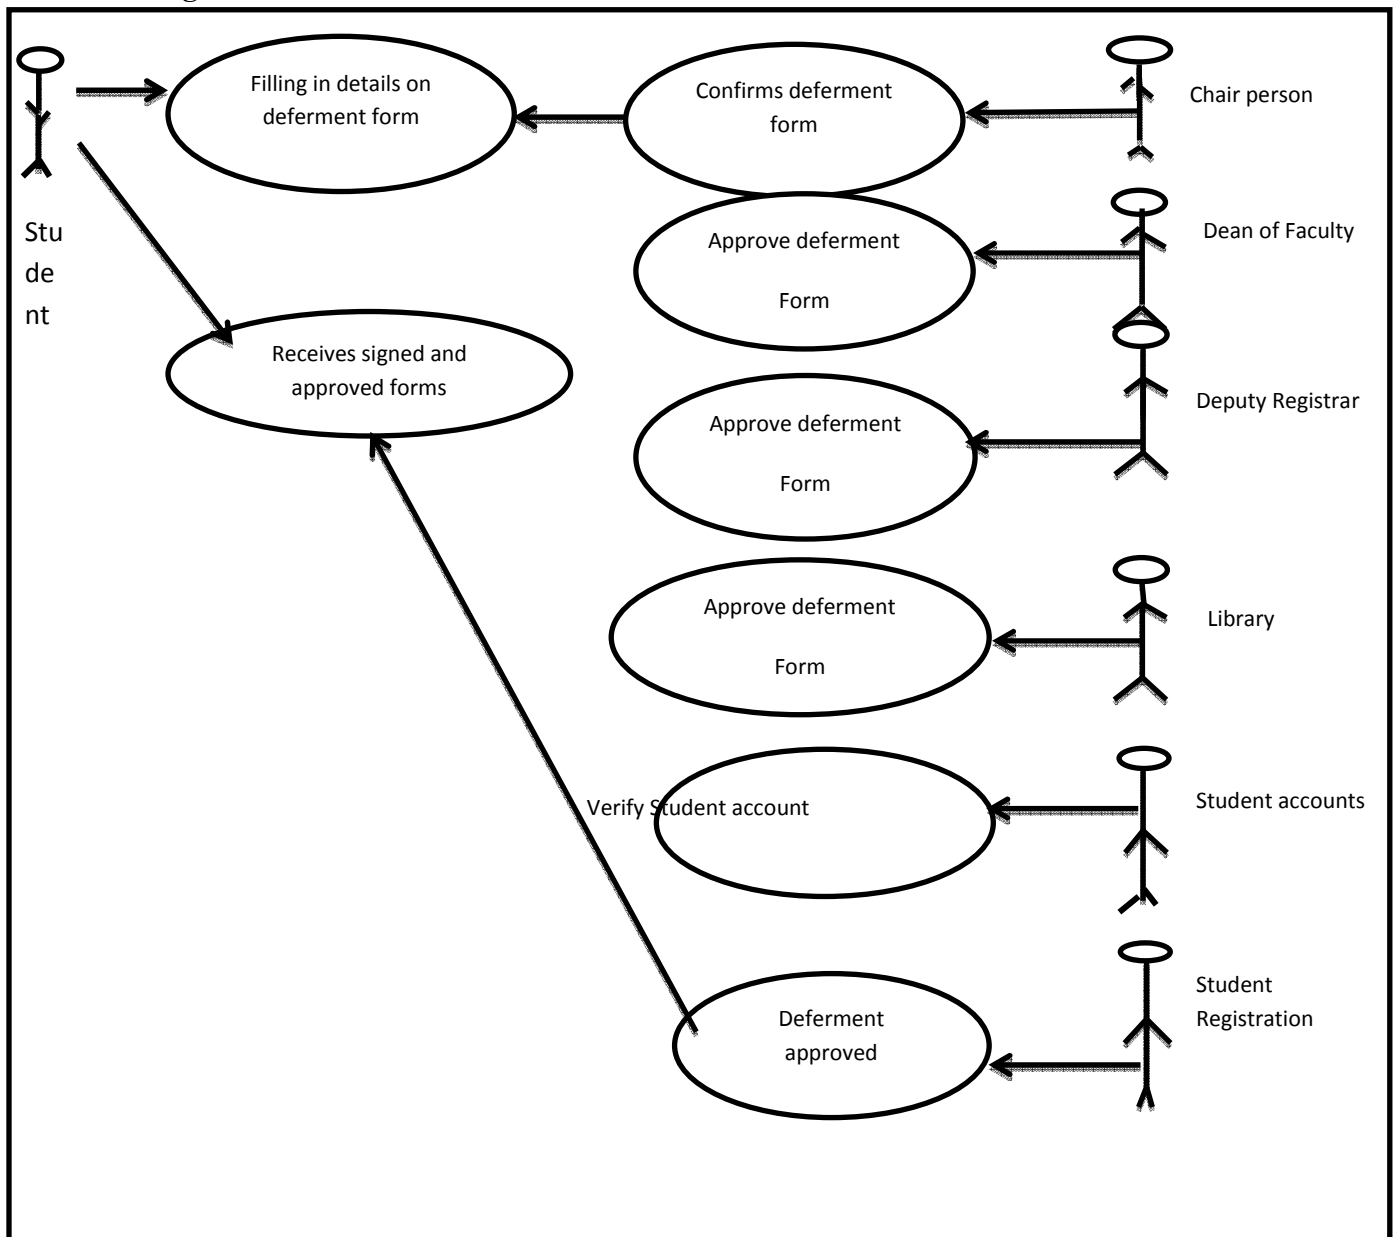 Filling in details on
deferment form
Confirms deferment
form
Chair person
Stu
de
nt
Approve deferment
Form
Dean of Faculty
Receives signed and
approved forms
Approve deferment
Form
Deputy Registrar
Approve deferment
Form
Library
Verify Student account
Student accounts
Deferment
approved
Student
Registration